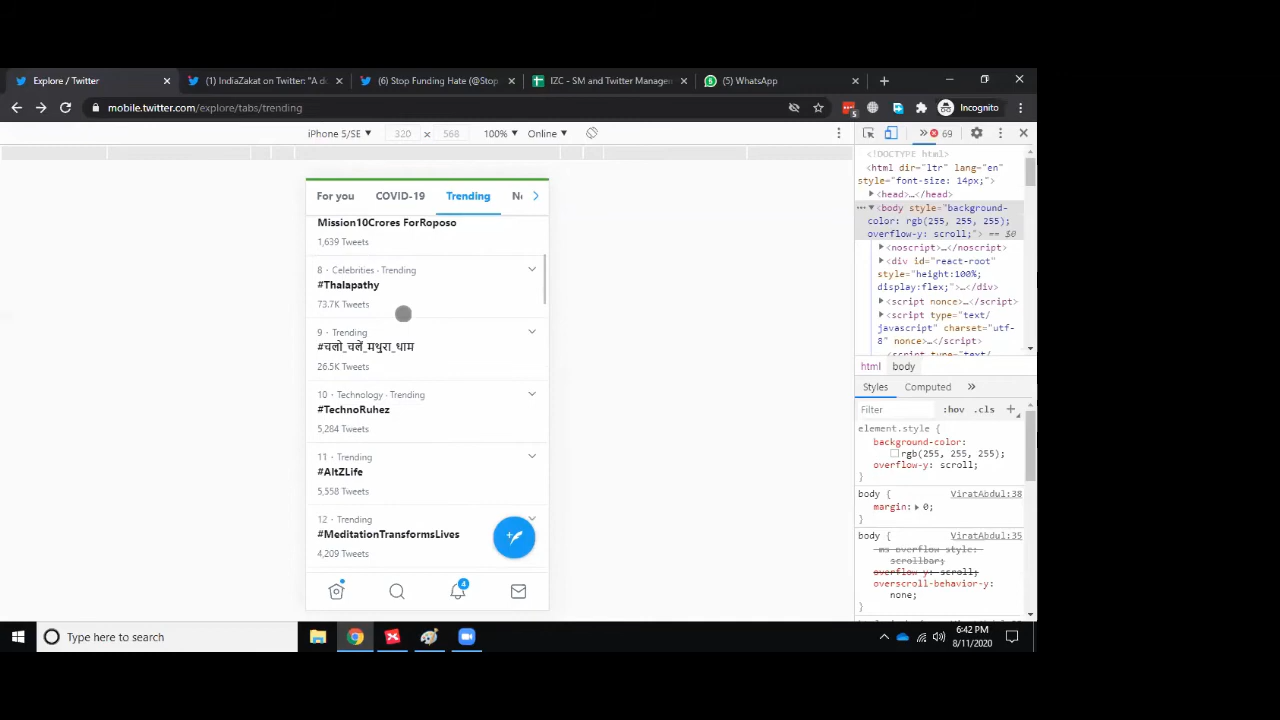 Explore / Twitter
(1) IndiaZakat on Twitter: "A d
(6) Stop Funding Hate (@Stop
IZC - SM and Twitter Manager
(5) WhatsApp
mobile.twitter.com/explore/tabs/trending
5
Incognito
iPhone 5/SE
320 × 568
100%
Online
69
For you
COVID-19
Trending
Mission10Crores ForRoposo
1,639 Tweets
8 · Celebrities · Trending
#Thalapathy
73.7K Tweets
9 · Trending
#चलो_चलें_मथुरा_धाम
26.5K Tweets
10 · Technology · Trending
#TechnoRuhez
5,284 Tweets
11 · Trending
#AltZLife
5,558 Tweets
12 · Trending
#MeditationTransformsLives
4,209 Tweets
4
<!DOCTYPE html>
<html dir="ltr" lang="en"
style="font-size: 14px;">
<head>…</head>
<body style="background-
color: rgb(255, 255, 255);
overflow-y: scroll;"> == $0
<noscript>…</noscript>
<div id="react-root"
style="height:100%;
display:flex;">…</div>
<script nonce>…</script>
<script type="text/
javascript" charset="utf-
8" nonce>…</script>
<script type="text/
html
body
Styles
Computed
Filter
:hov
.cls
element.style {
background-color:
rgb(255, 255, 255);
overflow-y: scroll;
}
body {
ViratAbdul:38
margin: 0;
}
body {
ViratAbdul:35
-ms-overflow-style:
scrollbar;
overflow-y: scroll;
overscroll-behavior-y:
none;
}
Type here to search
6:42 PM
8/11/2020